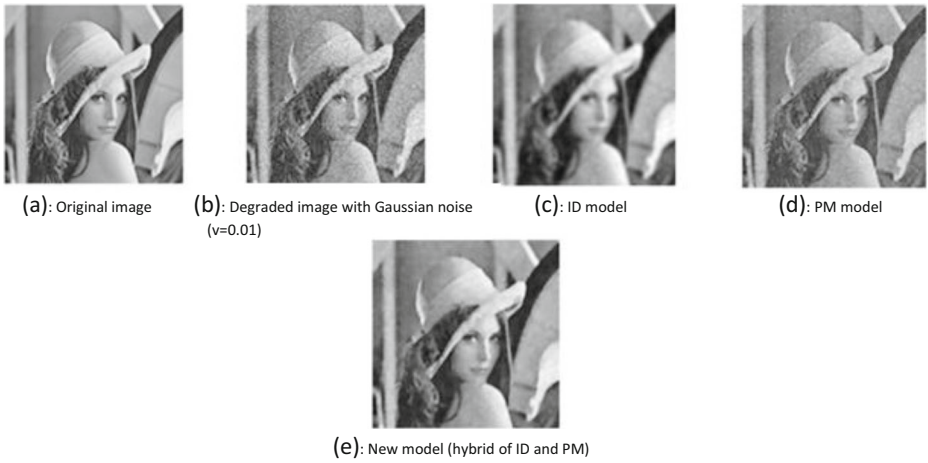 (a): Original image
(b): Degraded image with Gaussian noise
(v=0.01)
(c): ID model
(d): PM model
(e): New model (hybrid of ID and PM)